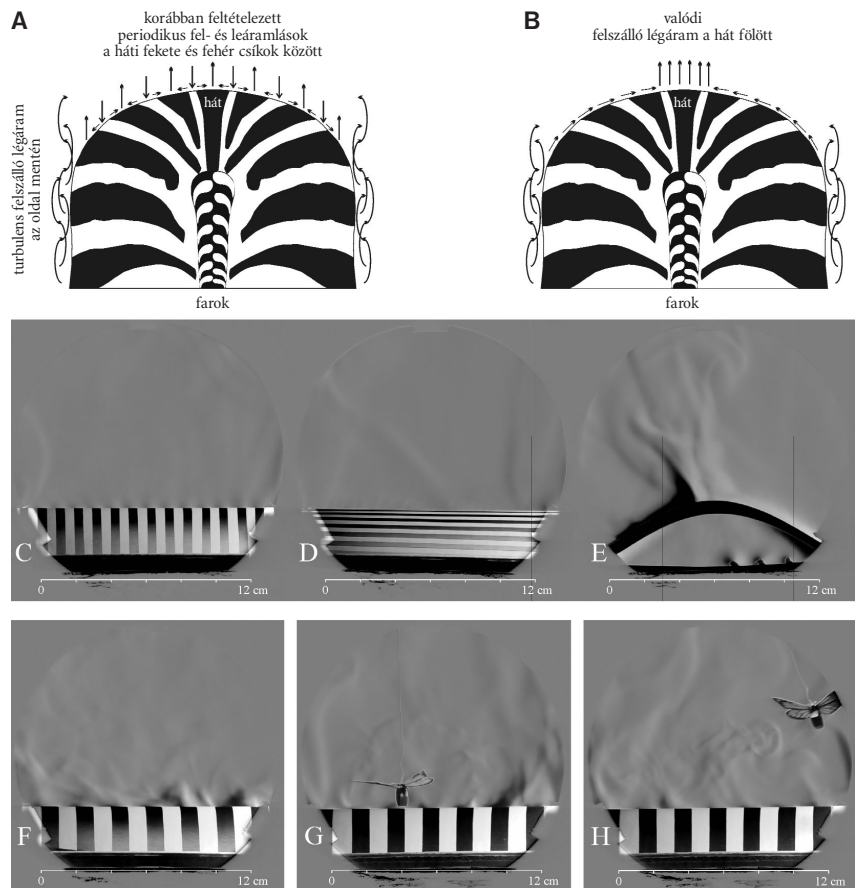 A
korábban feltételezett
periodikus fel- és leáramlások
a háti fekete és fehér csíkok között
hát
turbulens felszálló légáram
az oldal mentén
farok
B
valódi
felszálló légáram a hát fölött
hát
farok
C
0
12 cm
D
0
12 cm
E
0
12 cm
F
0
12 cm
G
0
12 cm
H
0
12 cm